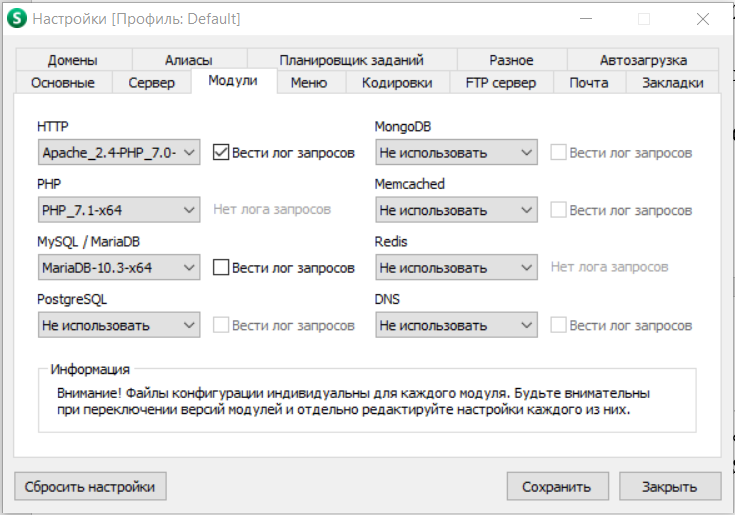 S Настройки [Профиль: Default]
Домены Алиасы Планировщик заданий Разное Автозагрузка
Основные Сервер Модули Меню Кодировки FTP сервер Почта Закладки
HTTP
Apache_2.4-PHP_7.0- Вести лог запросов
PHP
PHP_7.1-x64 Нет лога запросов
MySQL / MariaDB
MariaDB-10.3-x64 Вести лог запросов
PostgreSQL
Не использовать Вести лог запросов
MongoDB
Не использовать Вести лог запросов
Memcached
Не использовать Вести лог запросов
Redis
Не использовать Нет лога запросов
DNS
Не использовать Вести лог запросов
Информация
Внимание! Файлы конфигурации индивидуальны для каждого модуля. Будьте внимательны
при переключении версий модулей и отдельно редактируйте настройки каждого из них.
Сбросить настройки Сохранить Закрыть